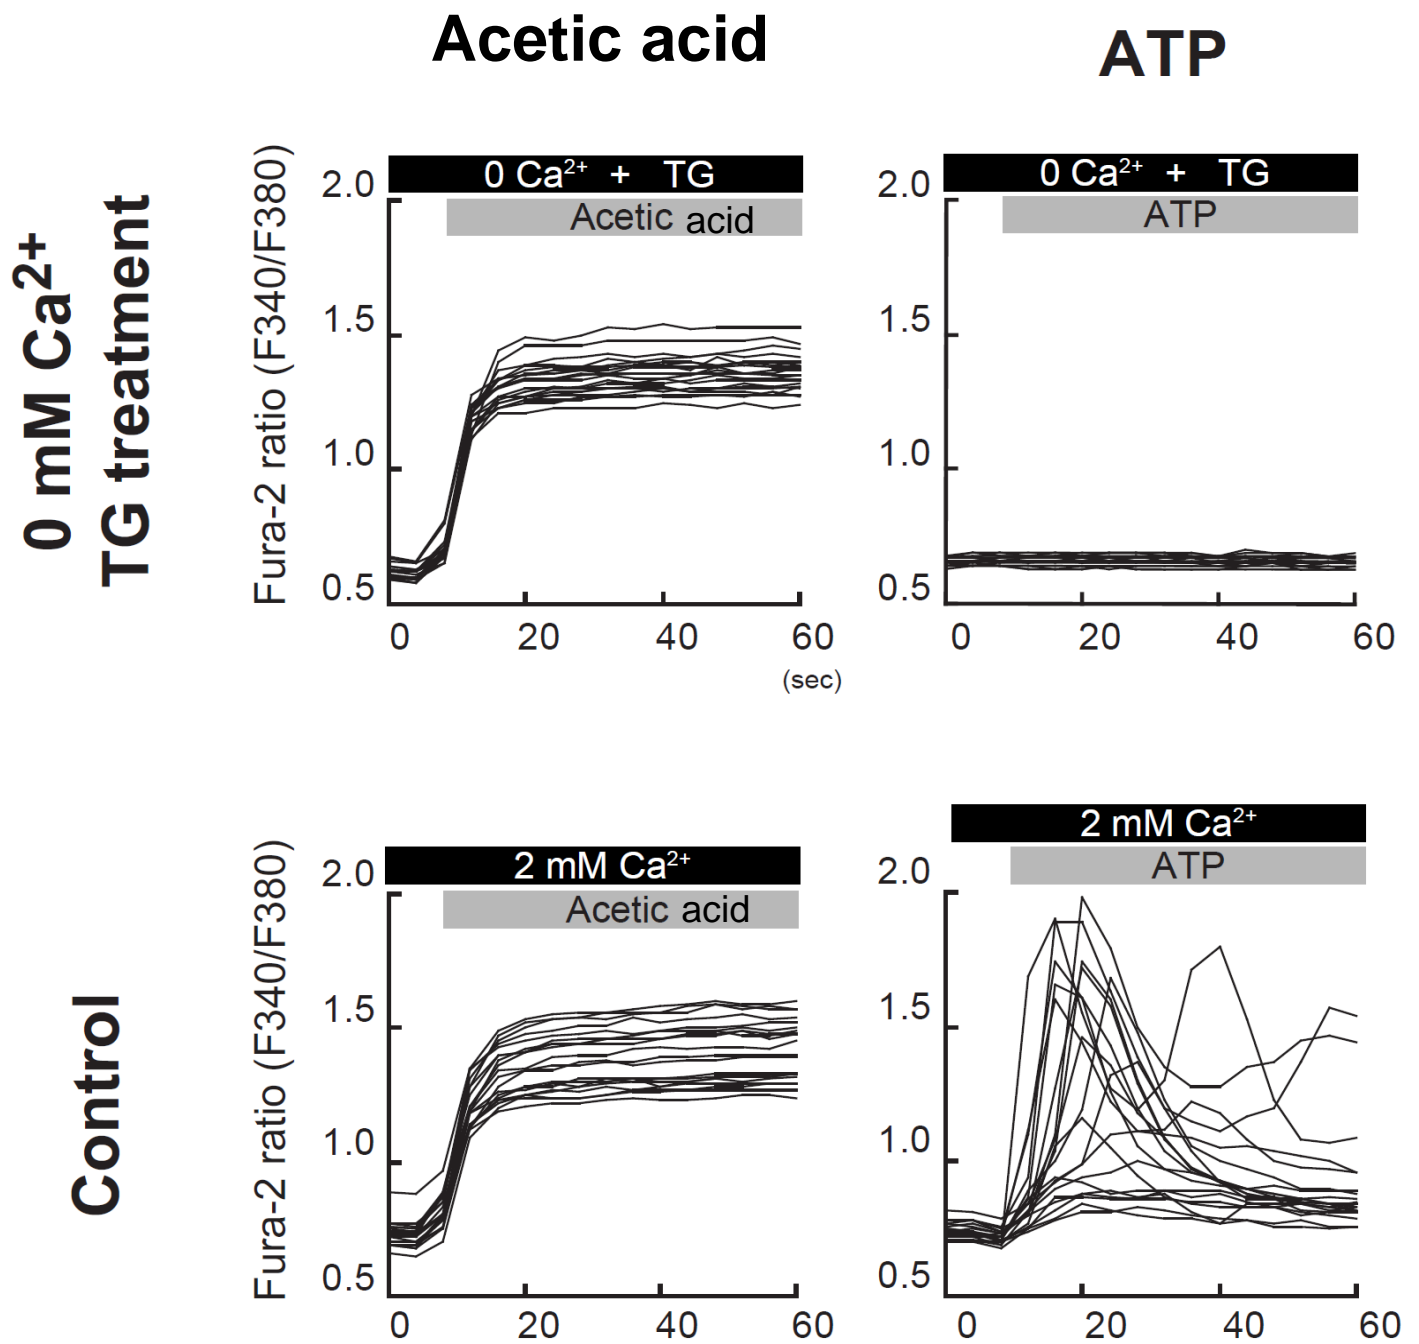 Acetic acid
ATP
0 mM Ca²⁺
TG treatment
Fura-2 ratio (F340/F380)
0 Ca²⁺ + TG
Acetic acid
2.0
1.5
1.0
0.5
0 20 40 60
(sec)
0 Ca²⁺ + TG
ATP
2.0
1.5
1.0
0.5
0 20 40 60
Control
Fura-2 ratio (F340/F380)
2 mM Ca²⁺
Acetic acid
2.0
1.5
1.0
0.5
0 20 40 60
2 mM Ca²⁺
ATP
2.0
1.5
1.0
0.5
0 20 40 60